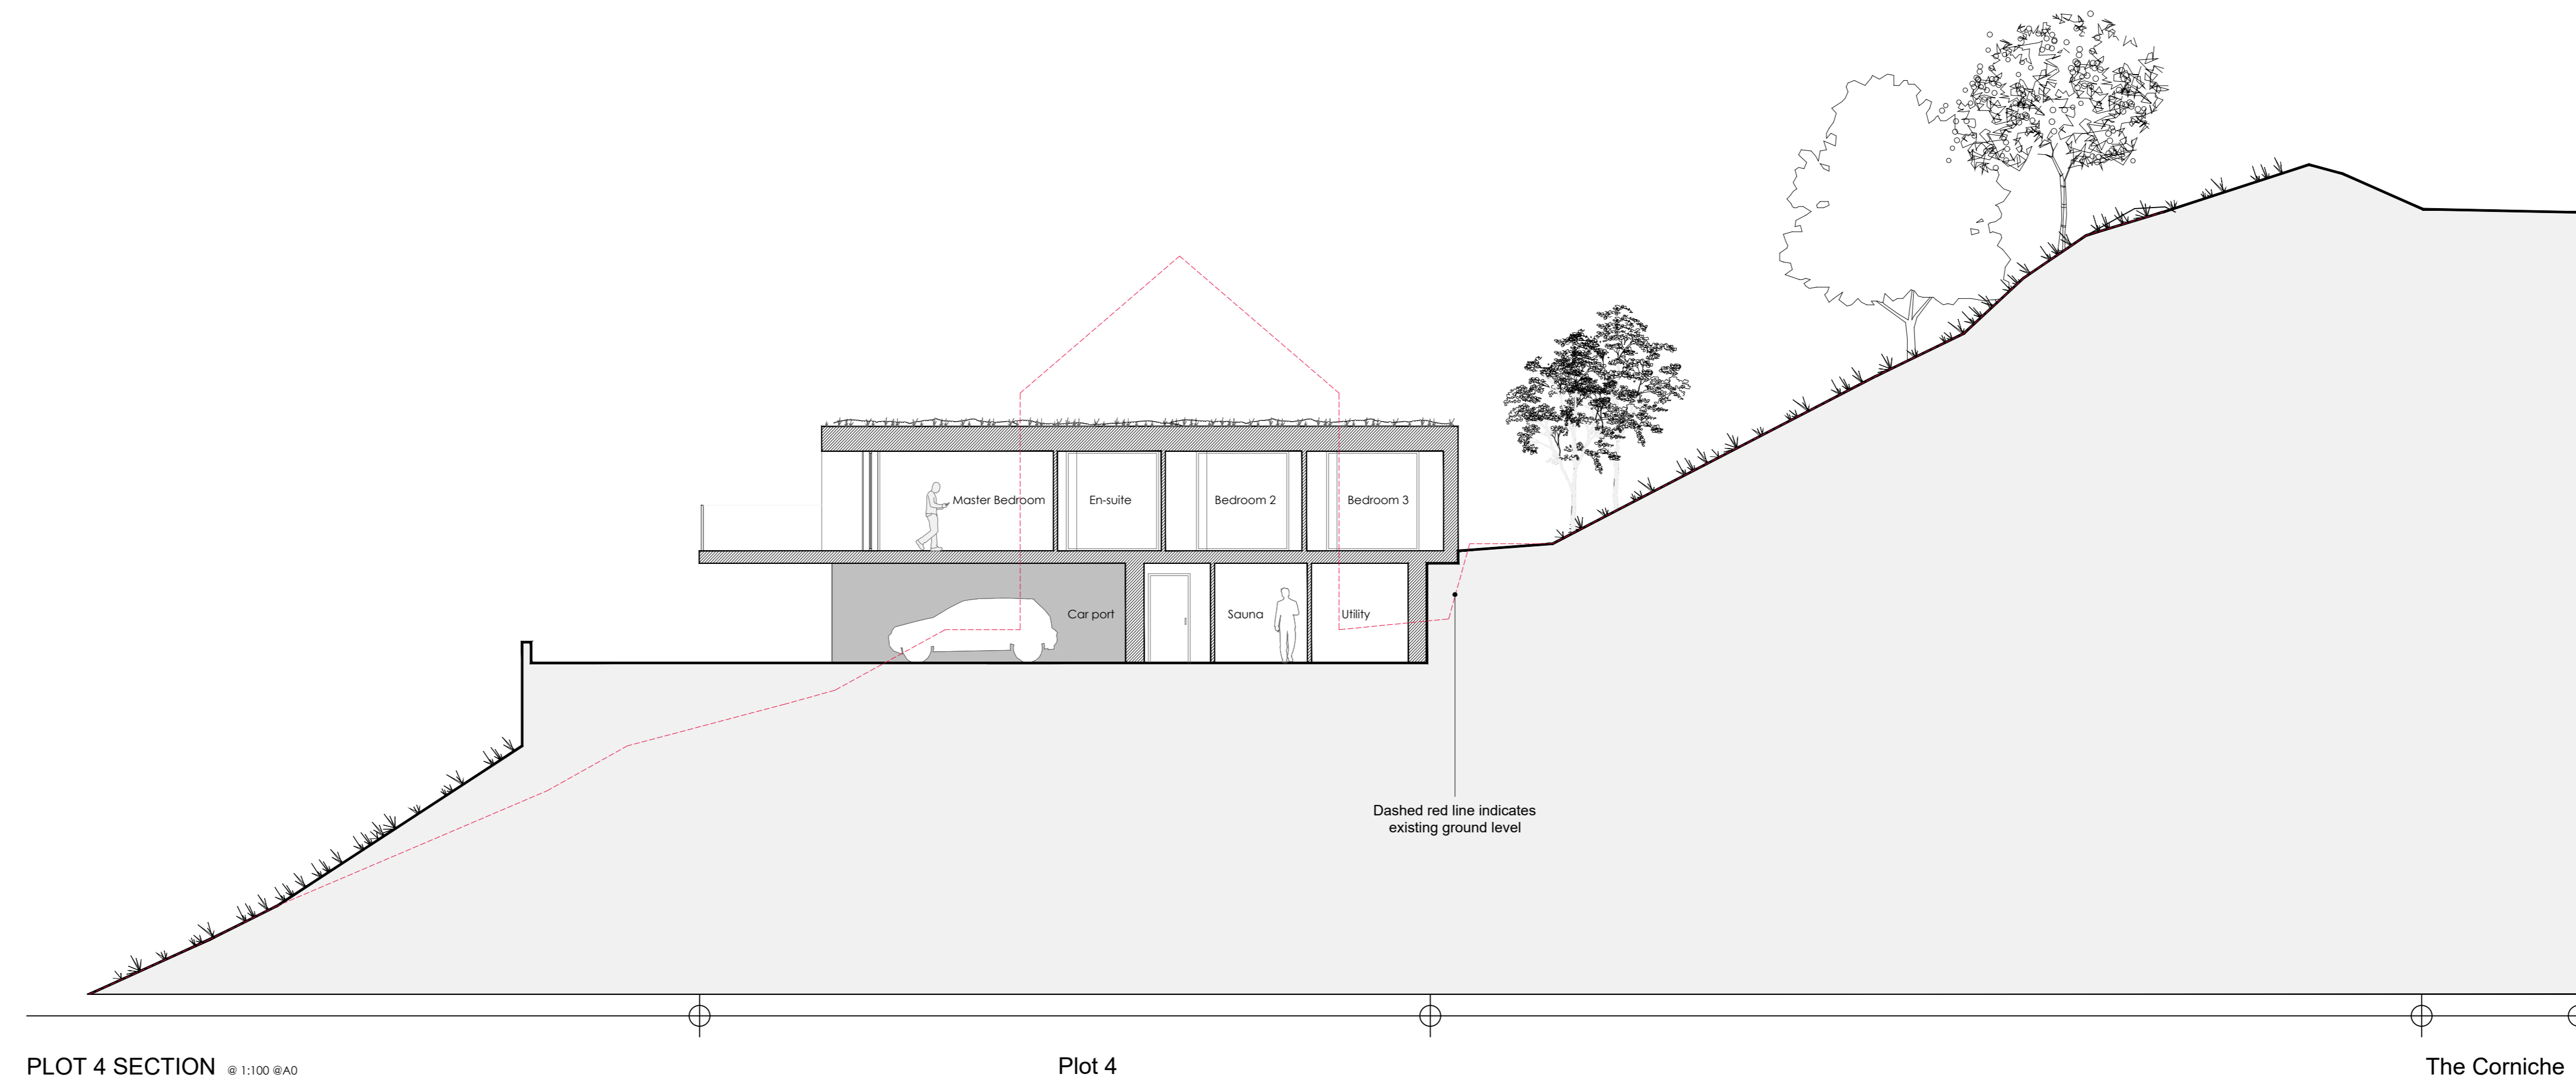 Master Bedroom
En-suite
Bedroom 2
Bedroom 3
Car port
Sauna
Utility
Dashed red line indicates
existing ground level
PLOT 4 SECTION @ 1:100 @A0
Plot 4
The Corniche